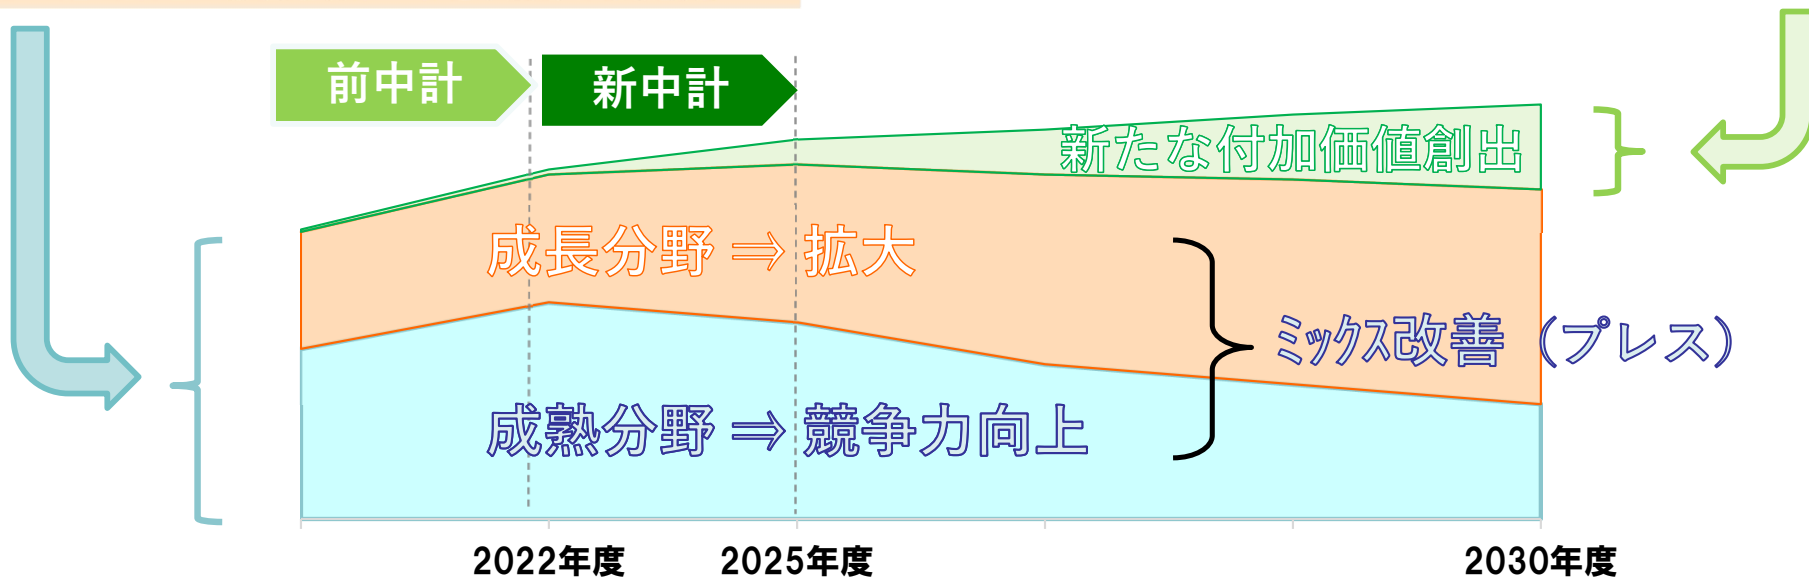 前中計
新中計
新たな付加価値創出
成長分野 ⇒ 拡大
ﾐｯｸｽ改善（プレス）
成熟分野 ⇒ 競争力向上
2022年度
2025年度
2030年度